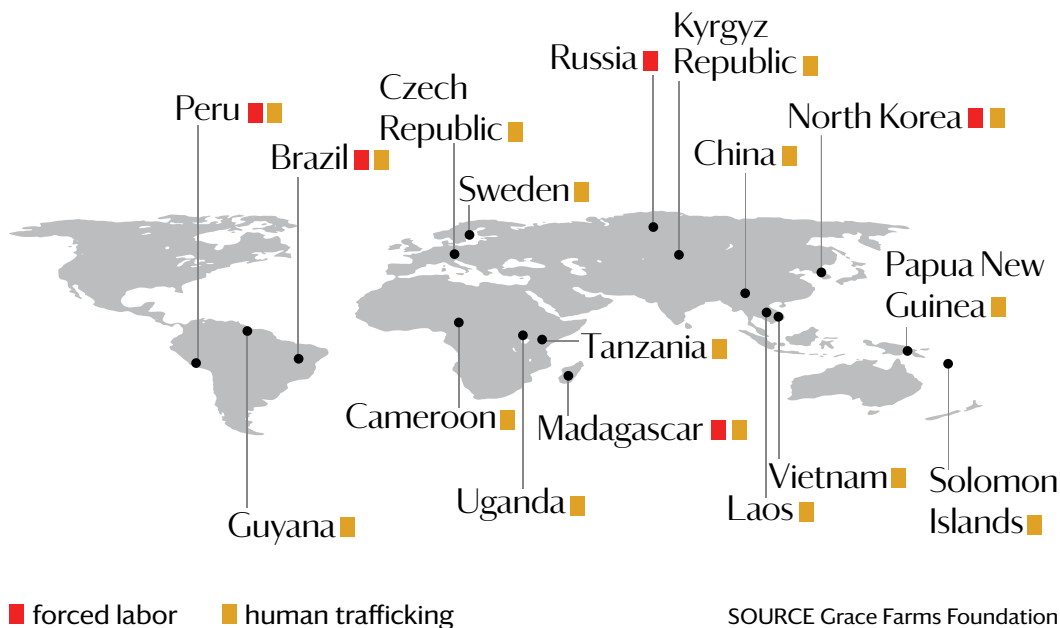 Kyrgyz
Republic
Russia
Czech
Republic
Peru
North Korea
Brazil
China
Sweden
Papua New
Guinea
Tanzania
Cameroon
Madagascar
Vietnam
Solomon
Islands
Uganda
Laos
Guyana
forced labor
human trafficking
SOURCE Grace Farms Foundation